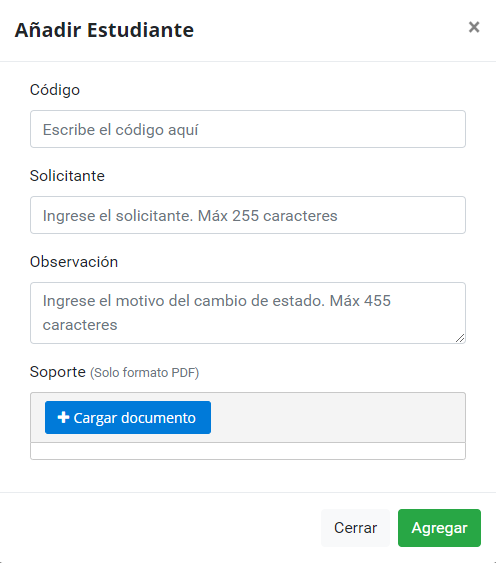 Añadir Estudiante ×
Código
Escribe el código aquí
Solicitante
Ingrese el solicitante. Máx 255 caracteres
Observación
Ingrese el motivo del cambio de estado. Máx 455
caracteres
Soporte (Solo formato PDF)
+ Cargar documento
Cerrar Agregar